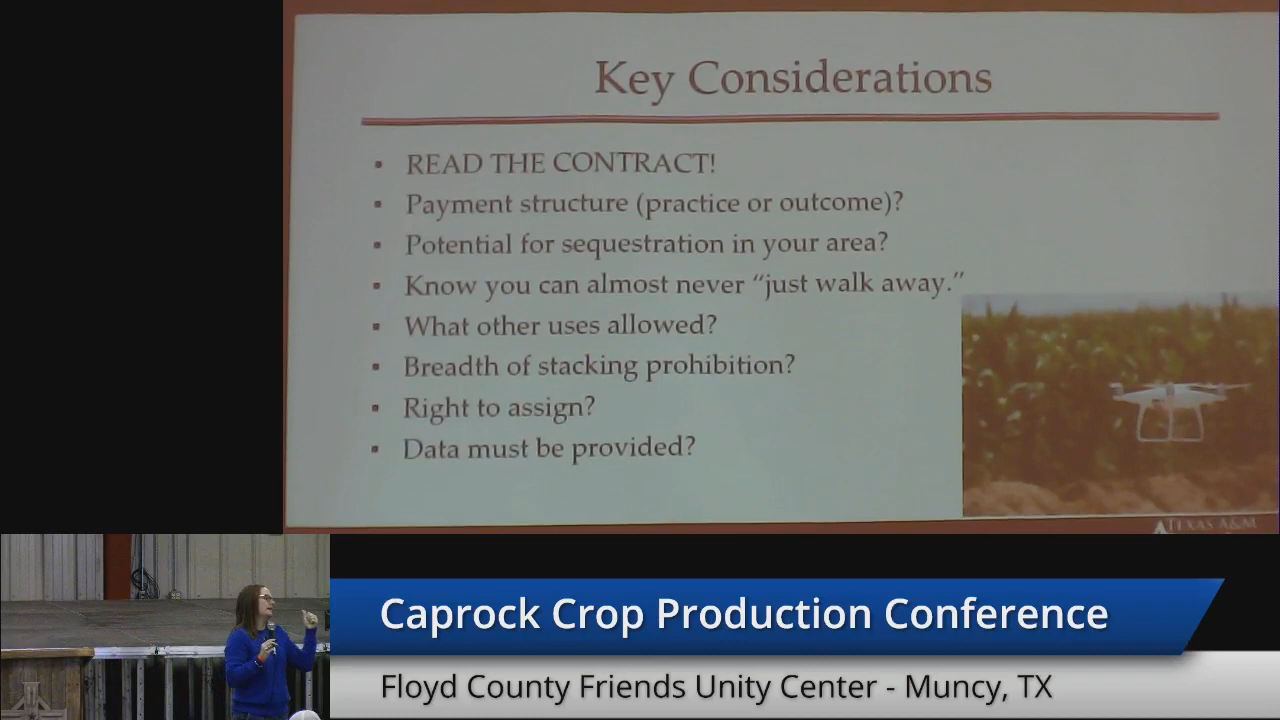 Key Considerations
▪ READ THE CONTRACT!
▪ Payment structure (practice or outcome)?
▪ Potential for sequestration in your area?
▪ Know you can almost never “just walk away.”
▪ What other uses allowed?
▪ Breadth of stacking prohibition?
▪ Right to assign?
▪ Data must be provided?
TEXAS A&M
Caprock Crop Production Conference
Floyd County Friends Unity Center - Muncy, TX